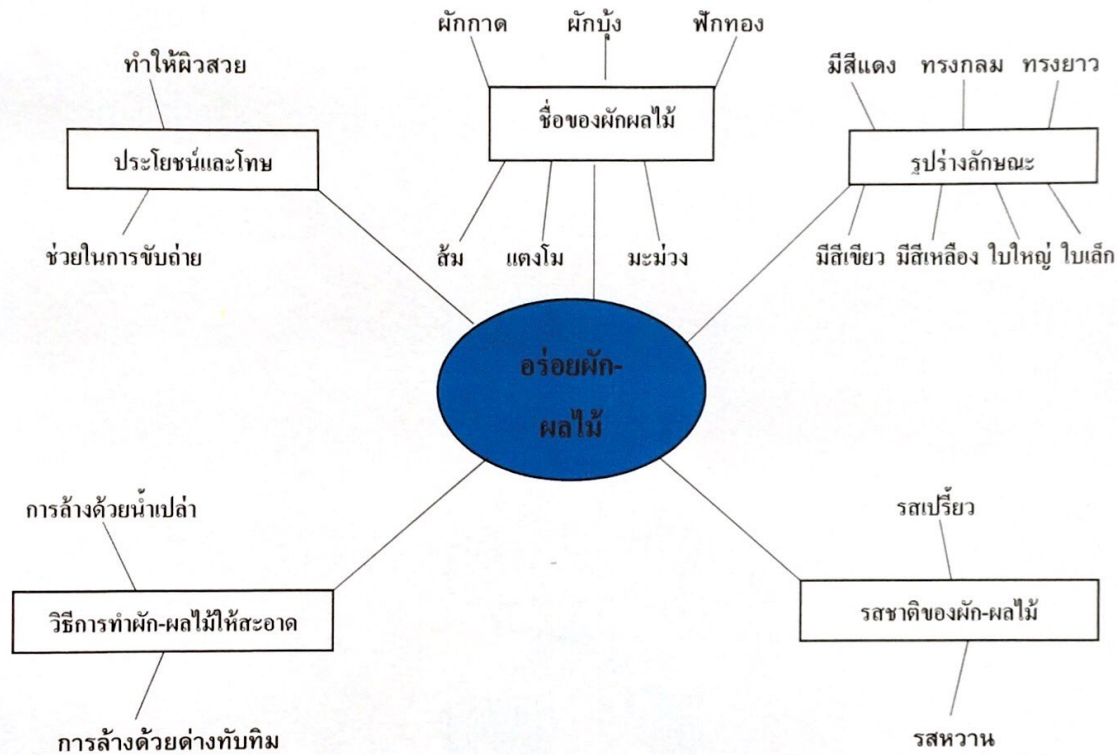 ผักกาด ผักบุ้ง ฟักทอง
ทำให้ผิวสวย
มีสีแดง ทรงกลม ทรงยาว
ชื่อของผักผลไม้
ประโยชน์และโทษ
รูปร่างลักษณะ
ช่วยในการขับถ่าย
ส้ม แตงโม มะม่วง
มีสีเขียว มีสีเหลือง ใบใหญ่ ใบเล็ก
อร่อยผัก-
ผลไม้
การล้างด้วยน้ำเปล่า
รสเปรี้ยว
วิธีการทำผัก-ผลไม้ให้สะอาด
รสชาติของผัก-ผลไม้
การล้างด้วยด่างทับทิม
รสหวาน